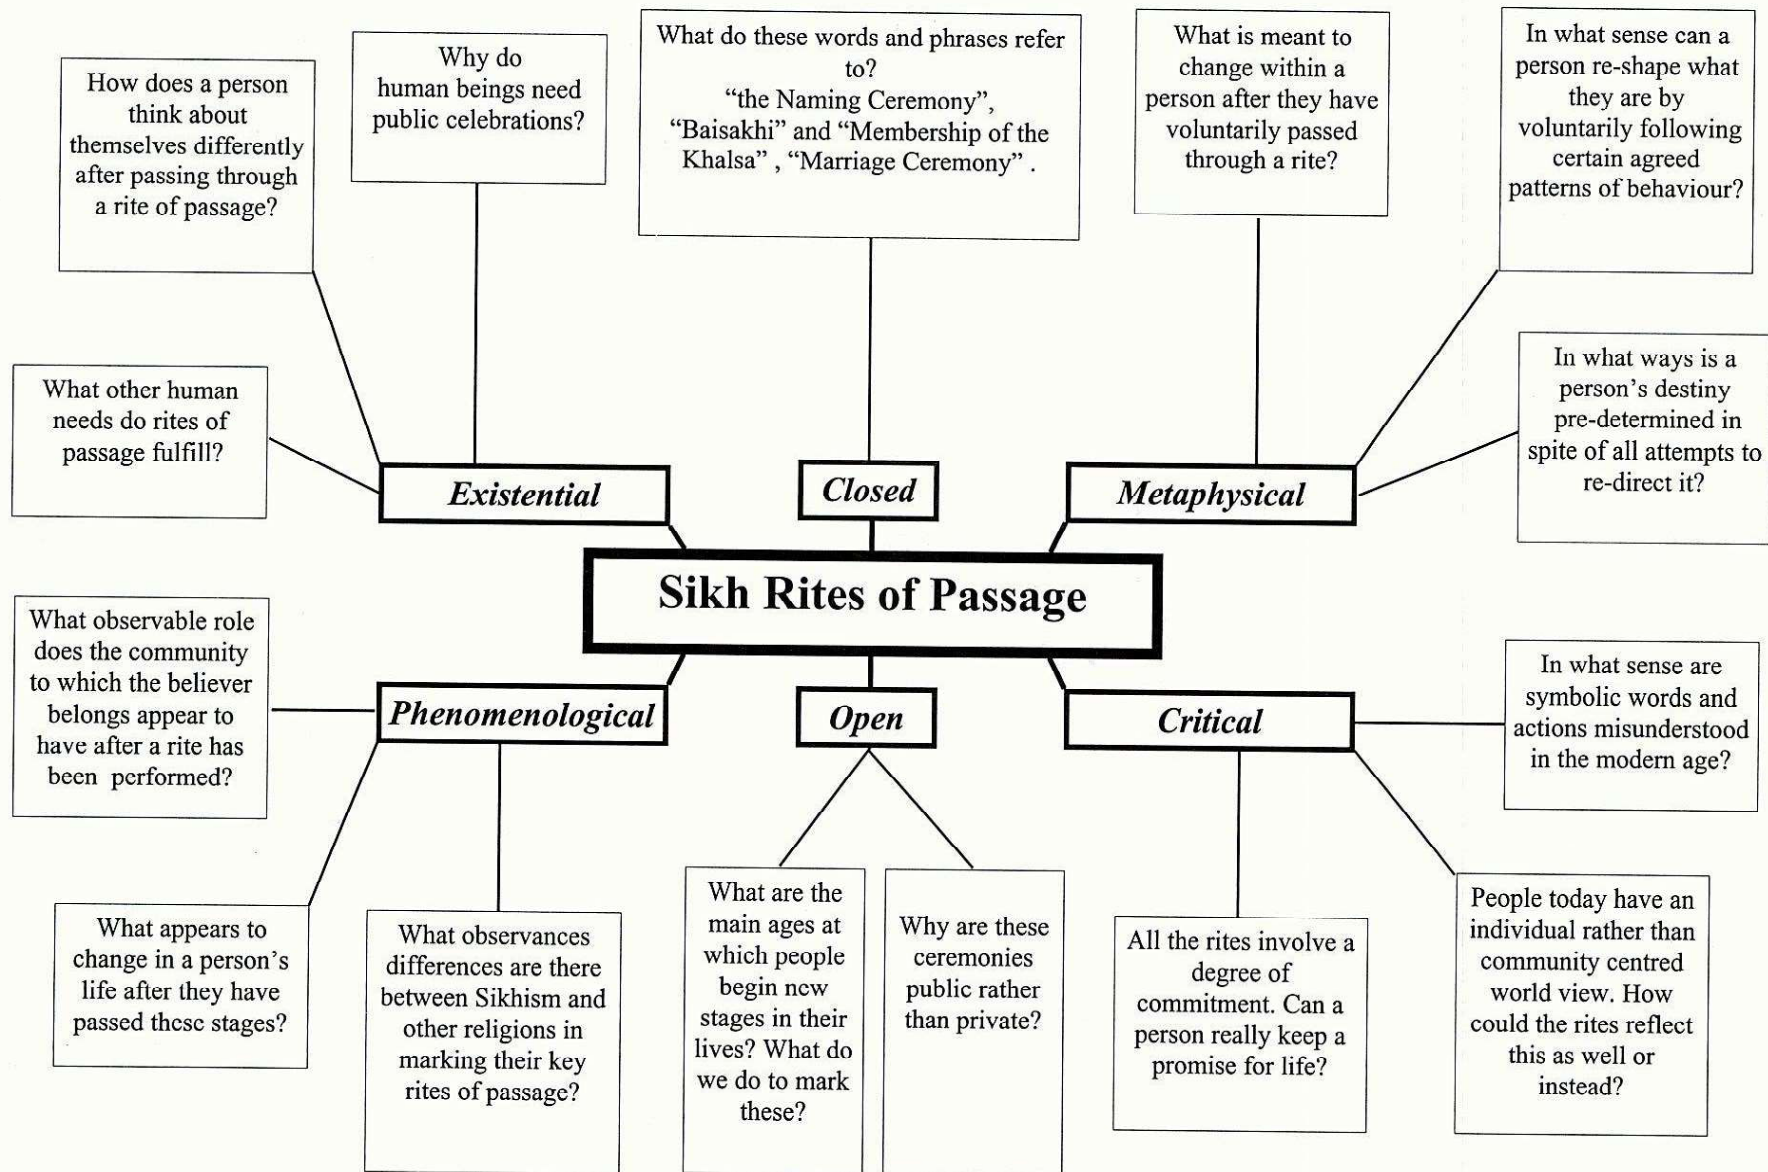 How does a person
think about
themselves differently
after passing through
a rite of passage?
Why do
human beings need
public celebrations?
What do these words and phrases refer
to?
“the Naming Ceremony”,
“Baisakhi” and “Membership of the
Khalsa” , “Marriage Ceremony” .
What is meant to
change within a
person after they have
voluntarily passed
through a rite?
In what sense can a
person re-shape what
they are by
voluntarily following
certain agreed
patterns of behaviour?
What other human
needs do rites of
passage fulfill?
In what ways is a
person’s destiny
pre-determined in
spite of all attempts to
re-direct it?
Existential
Closed
Metaphysical
Sikh Rites of Passage
Phenomenological
Open
Critical
What observable role
does the community
to which the believer
belongs appear to
have after a rite has
been performed?
In what sense are
symbolic words and
actions misunderstood
in the modern age?
What appears to
change in a person’s
life after they have
passed these stages?
What observances
differences are there
between Sikhism and
other religions in
marking their key
rites of passage?
What are the
main ages at
which people
begin new
stages in their
lives? What do
we do to mark
these?
Why are these
ceremonies
public rather
than private?
All the rites involve a
degree of
commitment. Can a
person really keep a
promise for life?
People today have an
individual rather than
community centred
world view. How
could the rites reflect
this as well or
instead?